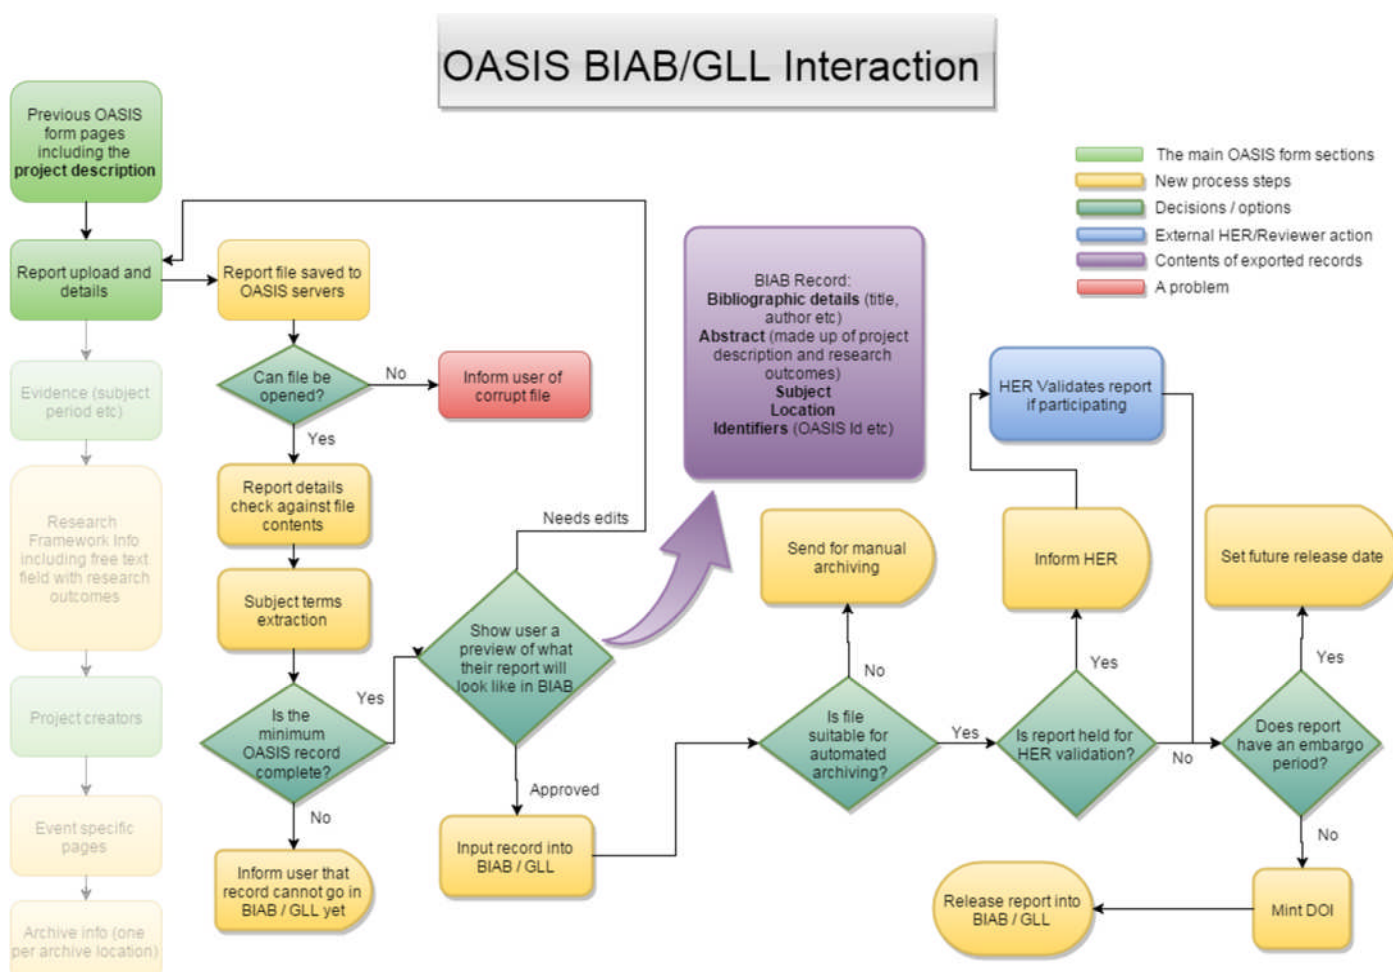 OASIS BIAB/GLL Interaction
Previous OASIS
form pages
including the
project description
Report upload and
details
Evidence (subject
period etc)
Research
Framework Info
including free text
field with research
outcomes
Project creators
Event specific
pages
Archive info (one
per archive location)
Report file saved to
OASIS servers
Can file be
opened?
No
Inform user of
corrupt file
Yes
Report details
check against file
contents
Subject terms
extraction
Is the
minimum
OASIS record
complete?
Yes
No
Inform user that
record cannot go in
BIAB / GLL yet
Needs edits
Show user a
preview of what
their report will
look like in BIAB
Approved
Input record into
BIAB / GLL
BIAB Record:
Bibliographic details (title,
author etc)
Abstract (made up of project
description and research
outcomes)
Subject
Location
Identifiers (OASIS Id etc)
The main OASIS form sections
New process steps
Decisions / options
External HER/Reviewer action
Contents of exported records
A problem
Send for manual
archiving
No
Is file
suitable for
automated
archiving?
Yes
HER Validates report
if participating
Inform HER
Yes
Is report held for
HER validation?
No
Set future release date
Yes
Does report
have an embargo
period?
No
Mint DOI
Release report into
BIAB / GLL